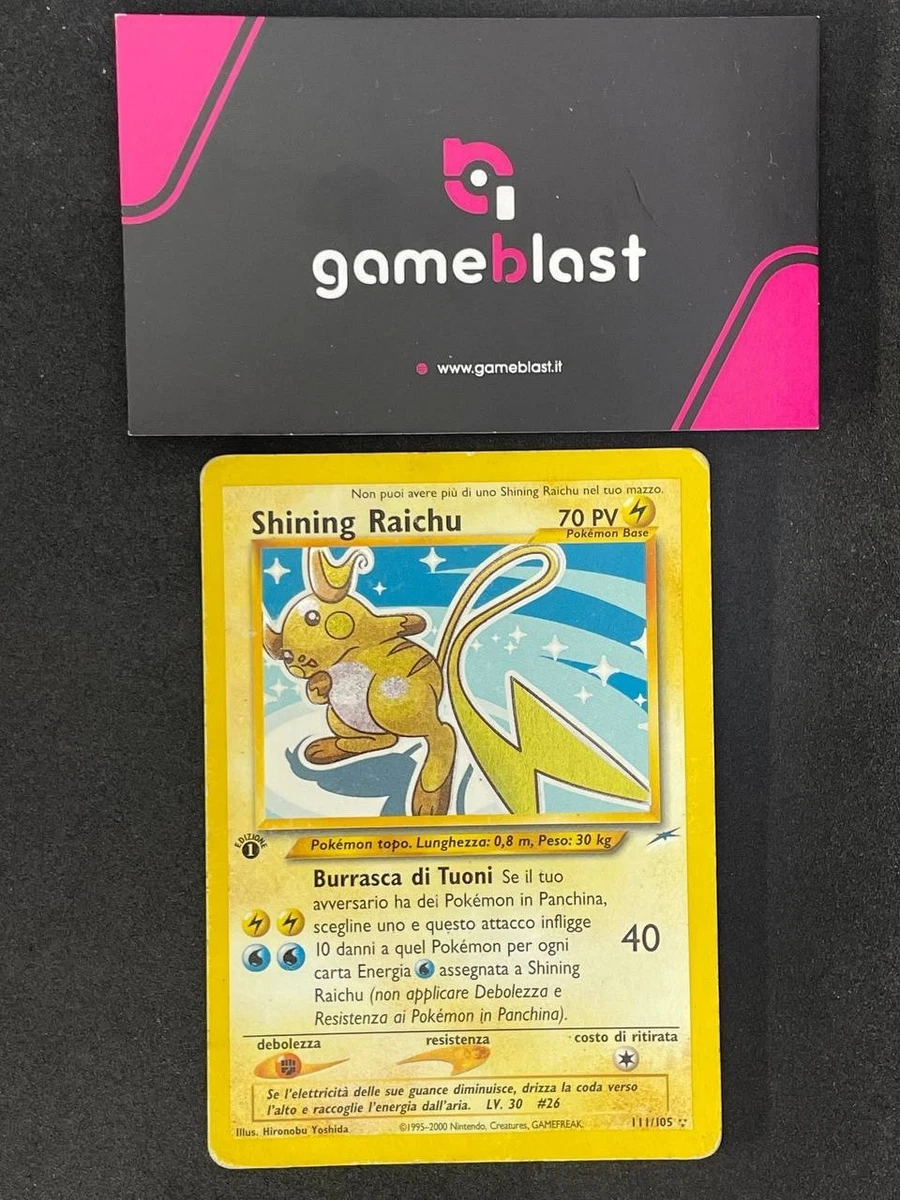 gameblast
www.gameblast.it
Non puoi avere più di uno Shining Raichu nel tuo mazzo.
Shining Raichu 70 PV
Pokémon Base
EDIZIONE 1
Pokémon topo. Lunghezza: 0,8 m, Peso: 30 kg
Burrasca di Tuoni Se il tuo
avversario ha dei Pokémon in Panchina,
scegline uno e questo attacco infligge
10 danni a quel Pokémon per ogni
carta Energia assegnata a Shining
Raichu (non applicare Debolezza e
Resistenza ai Pokémon in Panchina).
40
debolezza resistenza costo di ritirata
Se l'elettricità delle sue guance diminuisce, drizza la coda verso
l'alto e raccoglie l'energia dall'aria. LV. 30 #26
Illus. Hironobu Yoshida ©1995-2000 Nintendo, Creatures, GAMEFREAK. 111/105